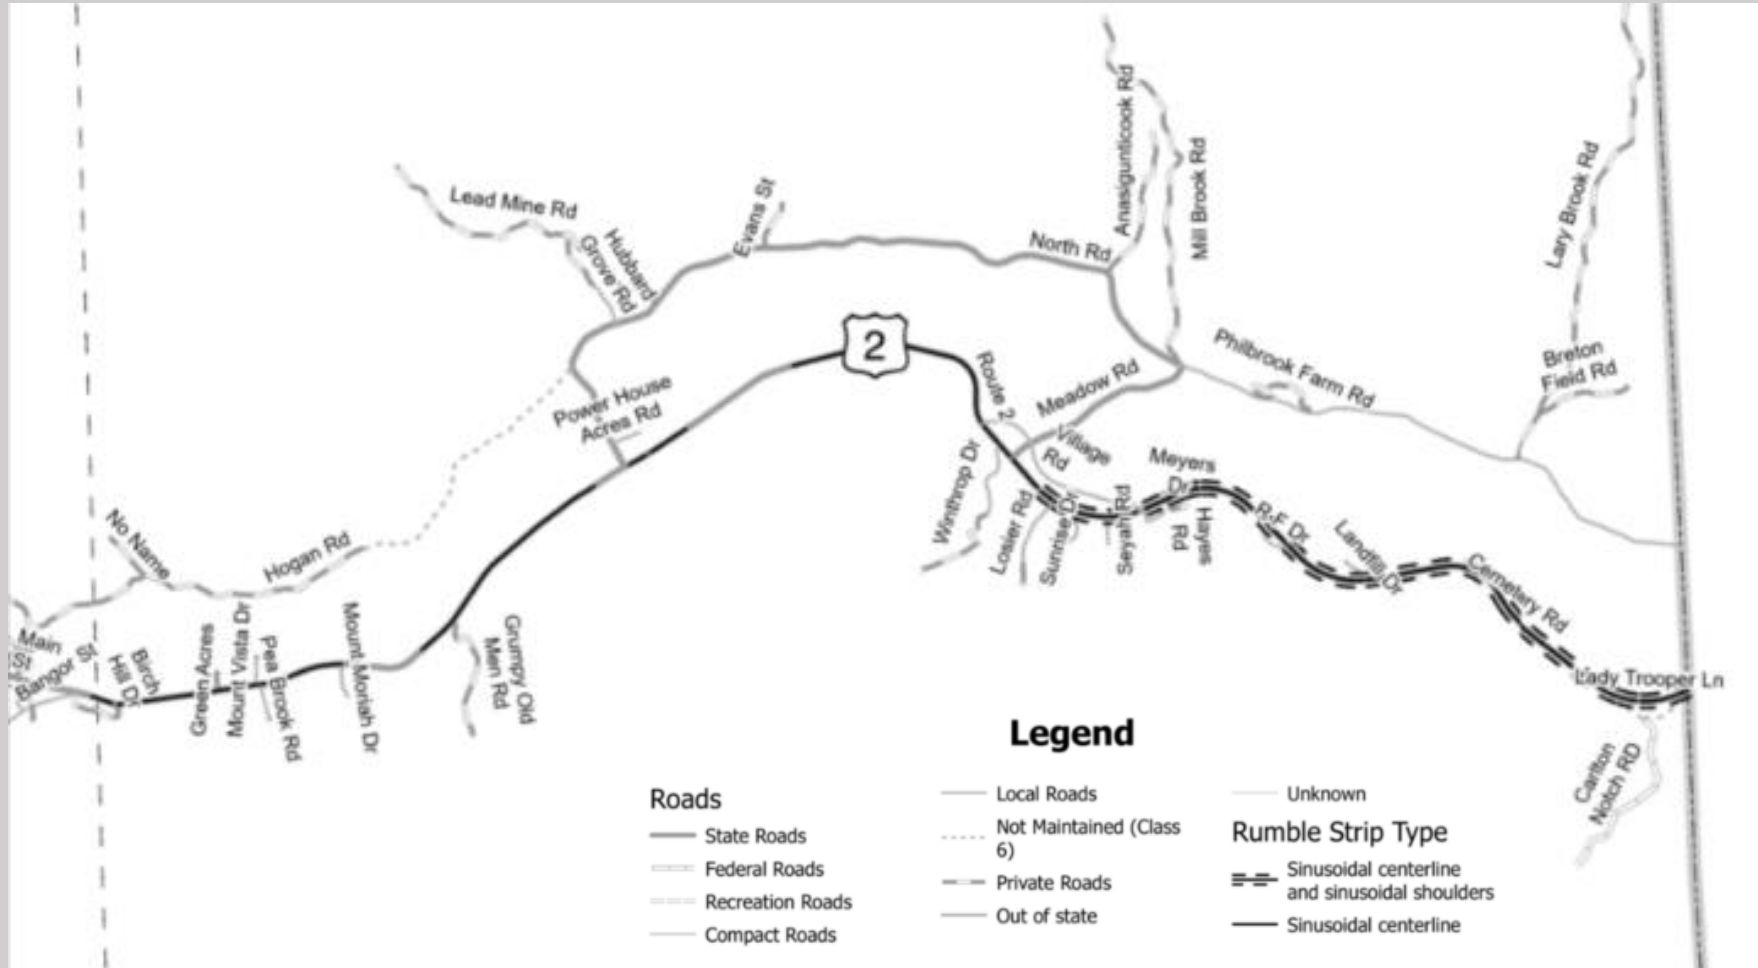 Anasigunticook Rd
Mill Brook Rd
Lary Brook Rd
Lead Mine Rd
Hubbard
Grove Rd
Evans St
North Rd
2
Route 2
Meadow Rd
Philbrook Farm Rd
Breton
Field Rd
Power House
Acres Rd
Village
Rd
Winthrop Dr
Losier Rd
Sunrise Dr
Seyah Rd
Meyers
Dr
Hayes
Rd
R-F Dr
Landfill Dr
Cemetery Rd
Lady Trooper Ln
Carlton
Notch RD
No Name
Hogan Rd
Main
St
Bangor St
Birch
Hill Dr
Green Acres
Mount Vista Dr
Pea Brook Rd
Mount Moriah Dr
Grumpy Old
Men Rd
Legend
Roads
State Roads
Federal Roads
Recreation Roads
Compact Roads
Local Roads
Not Maintained (Class
6)
Private Roads
Out of state
Unknown
Rumble Strip Type
Sinusoidal centerline
and sinusoidal shoulders
Sinusoidal centerline